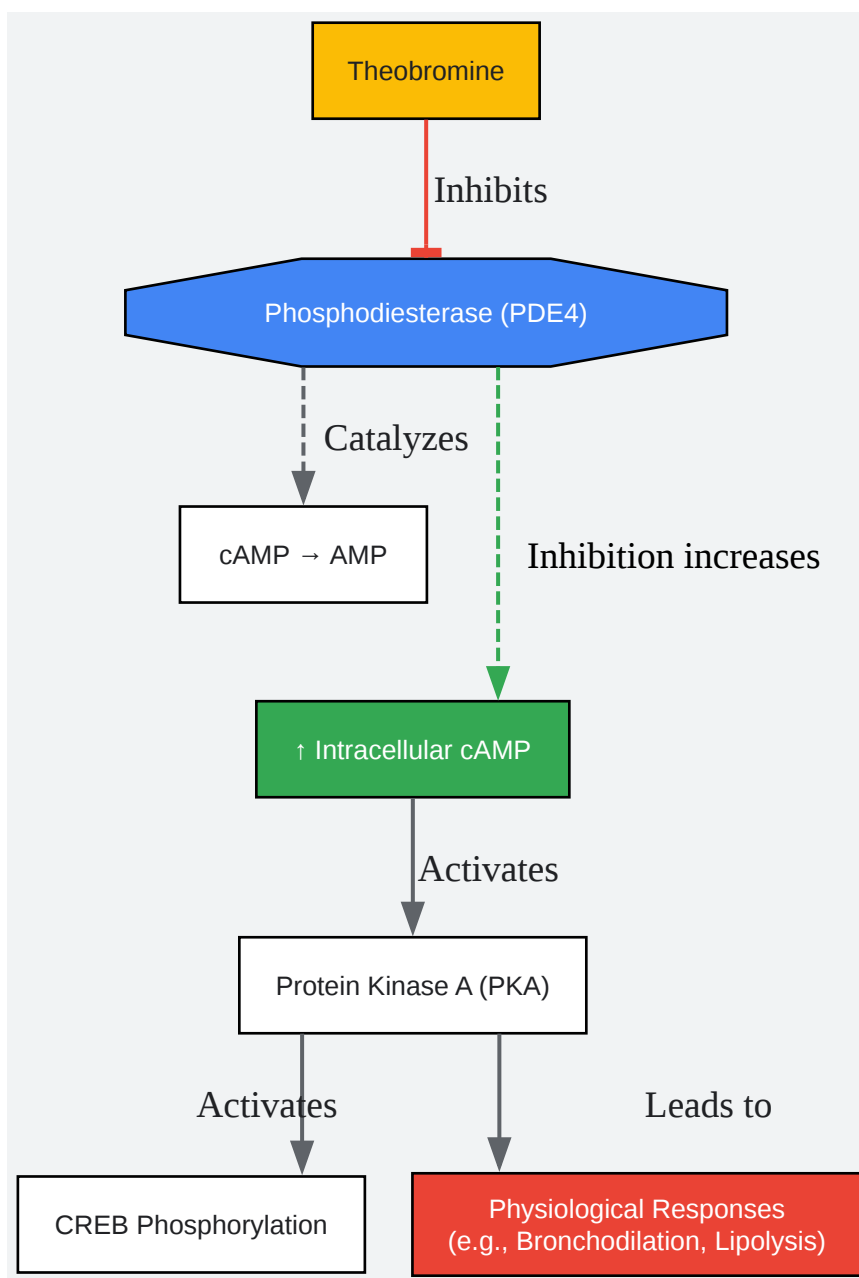 Theobromine
Inhibits
Phosphodiesterase (PDE4)
Catalyzes
cAMP → AMP
Inhibition increases
↑ Intracellular cAMP
Activates
Protein Kinase A (PKA)
Activates
Leads to
CREB Phosphorylation
Physiological Responses
(e.g., Bronchodilation, Lipolysis)